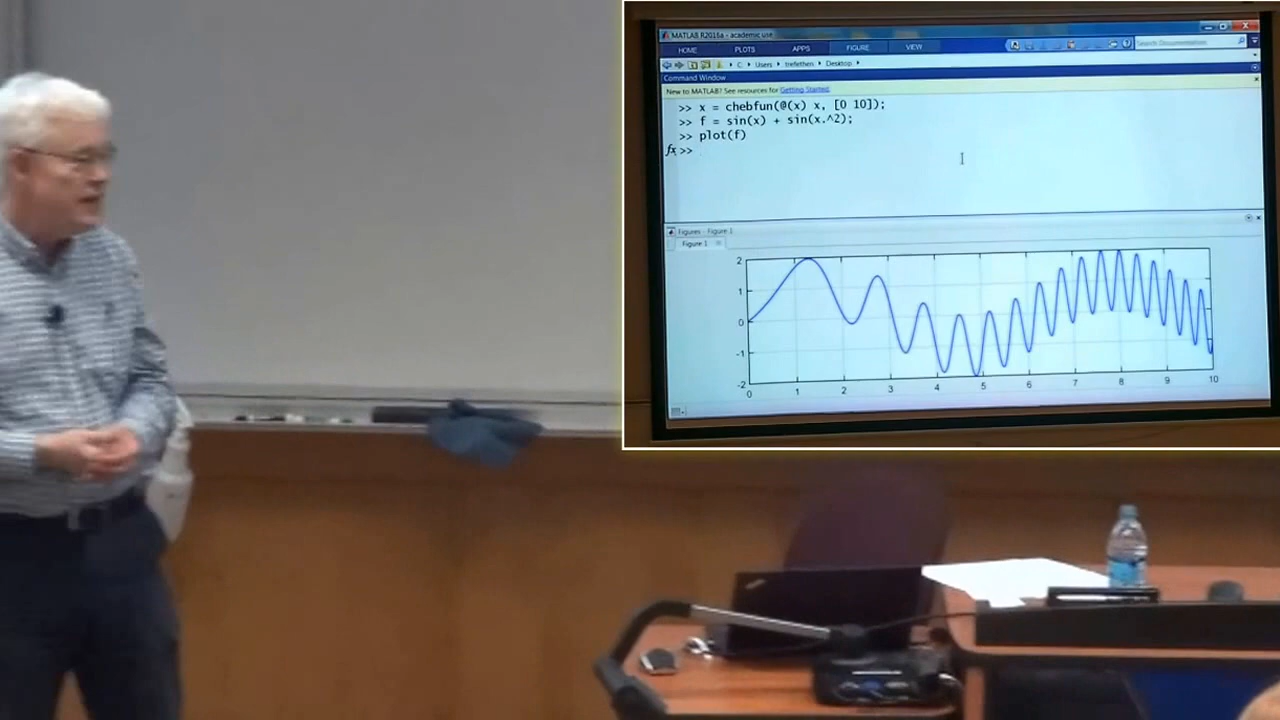 MATLAB R2016a - academic use
HOME PLOTS APPS FIGURE VIEW
Search Documentation
C: Users trefethen Desktop
Command Window
New to MATLAB? See resources for Getting Started.
>> x = chebfun(@(x) x, [0 10]);
>> f = sin(x) + sin(x.^2);
>> plot(f)
fx >>
Figures - Figure 1
Figure 1
2
1
0
-1
-2
0 1 2 3 4 5 6 7 8 9 10